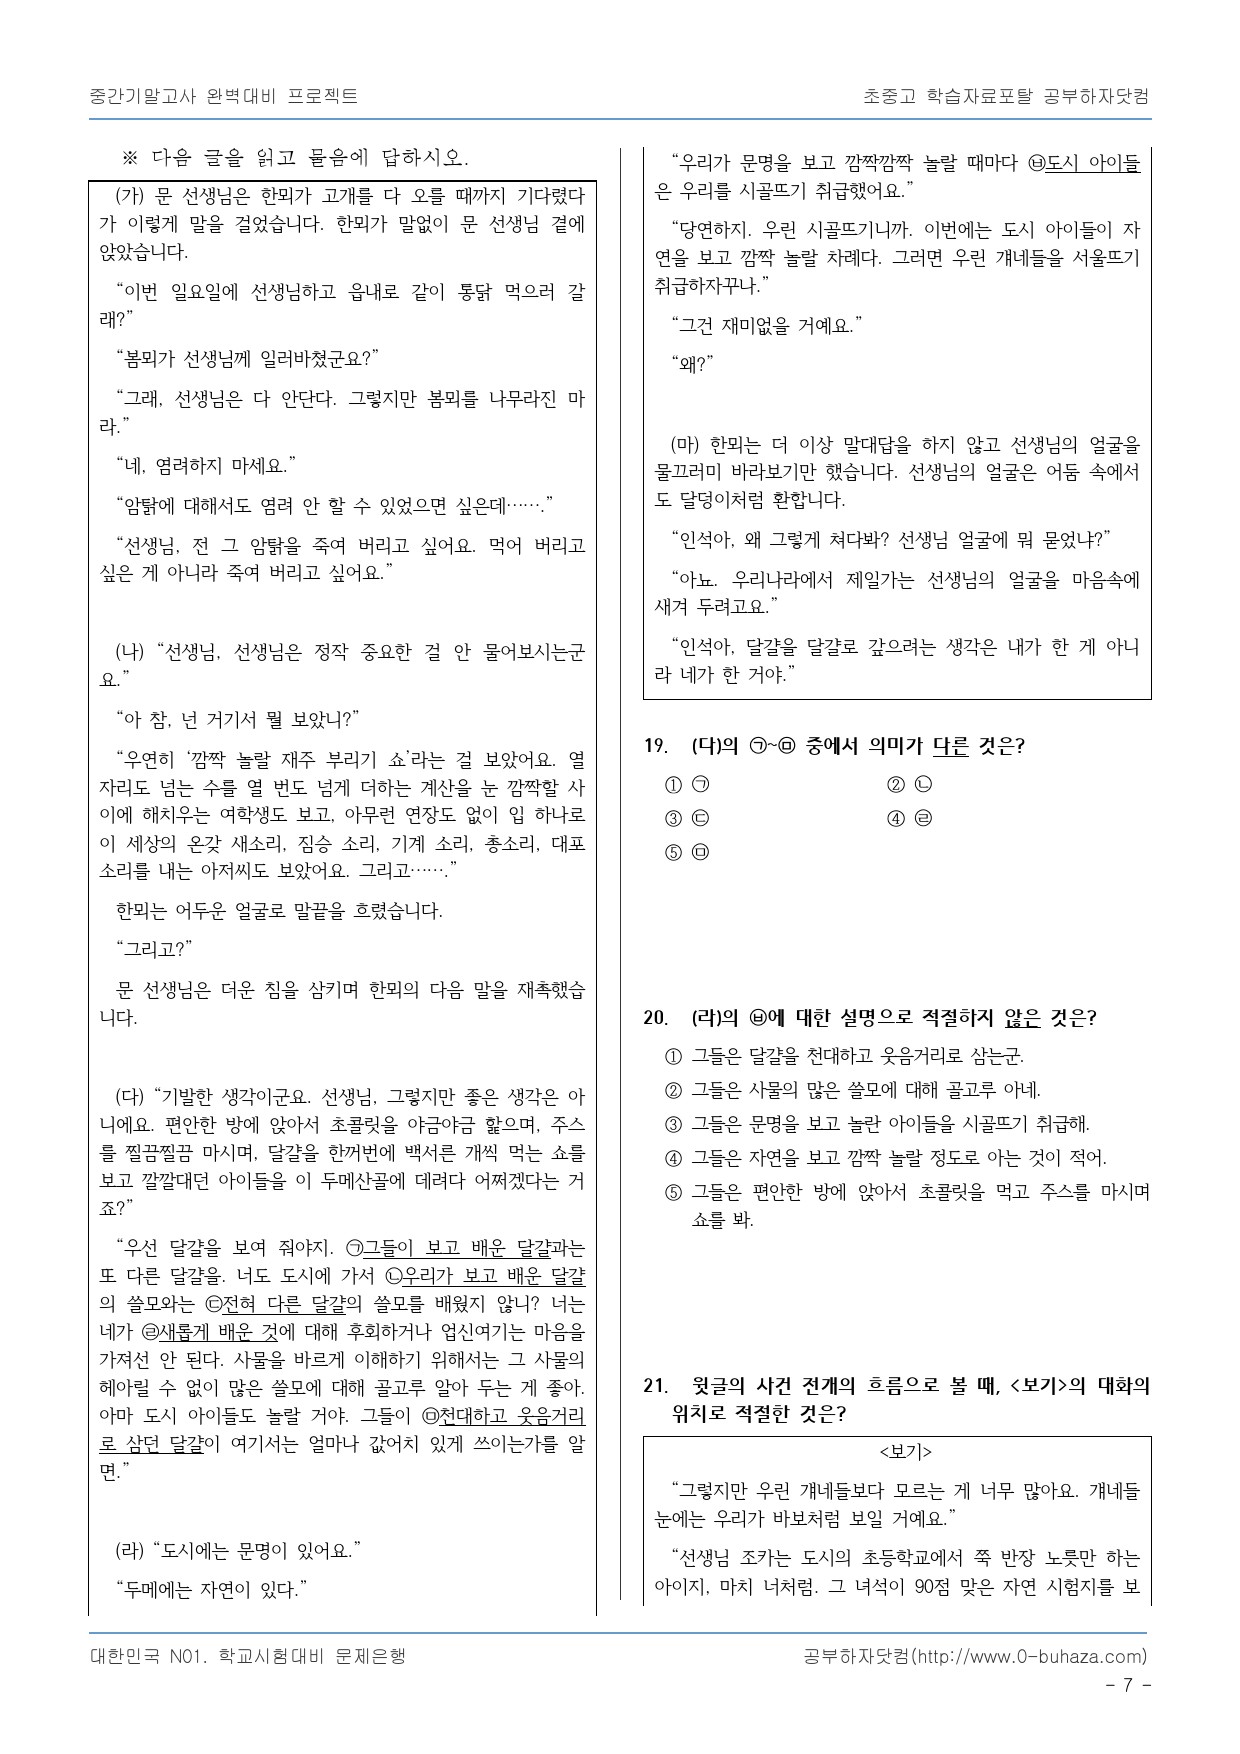 중간기말고사 완벽대비 프로젝트
초중고 학습자료포탈 공부하자닷컴
※ 다음 글을 읽고 물음에 답하시오.
(가) 문 선생님은 한뫼가 고개를 다 오를 때까지 기다렸다
가 이렇게 말을 걸었습니다. 한뫼가 말없이 문 선생님 곁에
앉았습니다.
“이번 일요일에 선생님하고 읍내로 같이 통닭 먹으러 갈
래?”
“봄뫼가 선생님께 일러바쳤군요?”
“그래, 선생님은 다 안단다. 그렇지만 봄뫼를 나무라진 마
라.”
“네, 염려하지 마세요.”
“암탉에 대해서도 염려 안 할 수 있었으면 싶은데…….”
“선생님, 전 그 암탉을 죽여 버리고 싶어요. 먹어 버리고
싶은 게 아니라 죽여 버리고 싶어요.”
(나) “선생님, 선생님은 정작 중요한 걸 안 물어보시는군
요.”
“아 참, 넌 거기서 뭘 보았니?”
“우연히 ‘깜짝 놀랄 재주 부리기 쇼’라는 걸 보았어요. 열
자리도 넘는 수를 열 번도 넘게 더하는 계산을 눈 깜짝할 사
이에 해치우는 여학생도 보고, 아무런 연장도 없이 입 하나로
이 세상의 온갖 새소리, 짐승 소리, 기계 소리, 총소리, 대포
소리를 내는 아저씨도 보았어요. 그리고…….”
한뫼는 어두운 얼굴로 말끝을 흐렸습니다.
“그리고?”
문 선생님은 더운 침을 삼키며 한뫼의 다음 말을 재촉했습
니다.
(다) “기발한 생각이군요. 선생님, 그렇지만 좋은 생각은 아
니에요. 편안한 방에 앉아서 초콜릿을 야금야금 핥으며, 주스
를 찔끔찔끔 마시며, 달걀을 한꺼번에 백서른 개씩 먹는 쇼를
보고 깔깔대던 아이들을 이 두메산골에 데려다 어쩌겠다는 거
죠?”
“우선 달걀을 보여 줘야지. ㉠그들이 보고 배운 달걀과는
또 다른 달걀을. 너도 도시에 가서 ㉡우리가 보고 배운 달걀
의 쓸모와는 ㉢전혀 다른 달걀의 쓸모를 배웠지 않니? 너는
네가 ㉣새롭게 배운 것에 대해 후회하거나 업신여기는 마음을
가져선 안 된다. 사물을 바르게 이해하기 위해서는 그 사물의
헤아릴 수 없이 많은 쓸모에 대해 골고루 알아 두는 게 좋아.
아마 도시 아이들도 놀랄 거야. 그들이 ㉤천대하고 웃음거리
로 삼던 달걀이 여기서는 얼마나 값어치 있게 쓰이는가를 알
면.”
(라) “도시에는 문명이 있어요.”
“두메에는 자연이 있다.”
“우리가 문명을 보고 깜짝깜짝 놀랄 때마다 ㉥도시 아이들
은 우리를 시골뜨기 취급했어요.”
“당연하지. 우린 시골뜨기니까. 이번에는 도시 아이들이 자
연을 보고 깜짝 놀랄 차례다. 그러면 우린 걔네들을 서울뜨기
취급하자꾸나.”
“그건 재미없을 거예요.”
“왜?”
(마) 한뫼는 더 이상 말대답을 하지 않고 선생님의 얼굴을
물끄러미 바라보기만 했습니다. 선생님의 얼굴은 어둠 속에서
도 달덩이처럼 환합니다.
“인석아, 왜 그렇게 쳐다봐? 선생님 얼굴에 뭐 묻었냐?”
“아뇨. 우리나라에서 제일가는 선생님의 얼굴을 마음속에
새겨 두려고요.”
“인석아, 달걀을 달걀로 갚으려는 생각은 내가 한 게 아니
라 네가 한 거야.”
19. (다)의 ㉠~㉤ 중에서 의미가 다른 것은?
① ㉠ ② ㉡
③ ㉢ ④ ㉣
⑤ ㉤
20. (라)의 ㉥에 대한 설명으로 적절하지 않은 것은?
① 그들은 달걀을 천대하고 웃음거리로 삼는군.
② 그들은 사물의 많은 쓸모에 대해 골고루 아네.
③ 그들은 문명을 보고 놀란 아이들을 시골뜨기 취급해.
④ 그들은 자연을 보고 깜짝 놀랄 정도로 아는 것이 적어.
⑤ 그들은 편안한 방에 앉아서 초콜릿을 먹고 주스를 마시며
쇼를 봐.
21. 윗글의 사건 전개의 흐름으로 볼 때, <보기>의 대화의
위치로 적절한 것은?
<보기>
“그렇지만 우린 걔네들보다 모르는 게 너무 많아요. 걔네들
눈에는 우리가 바보처럼 보일 거예요.”
“선생님 조카는 도시의 초등학교에서 쭉 반장 노릇만 하는
아이지, 마치 너처럼. 그 녀석이 90점 맞은 자연 시험지를 보
대한민국 N01. 학교시험대비 문제은행
공부하자닷컴(http://www.0-buhaza.com)
- 7 -